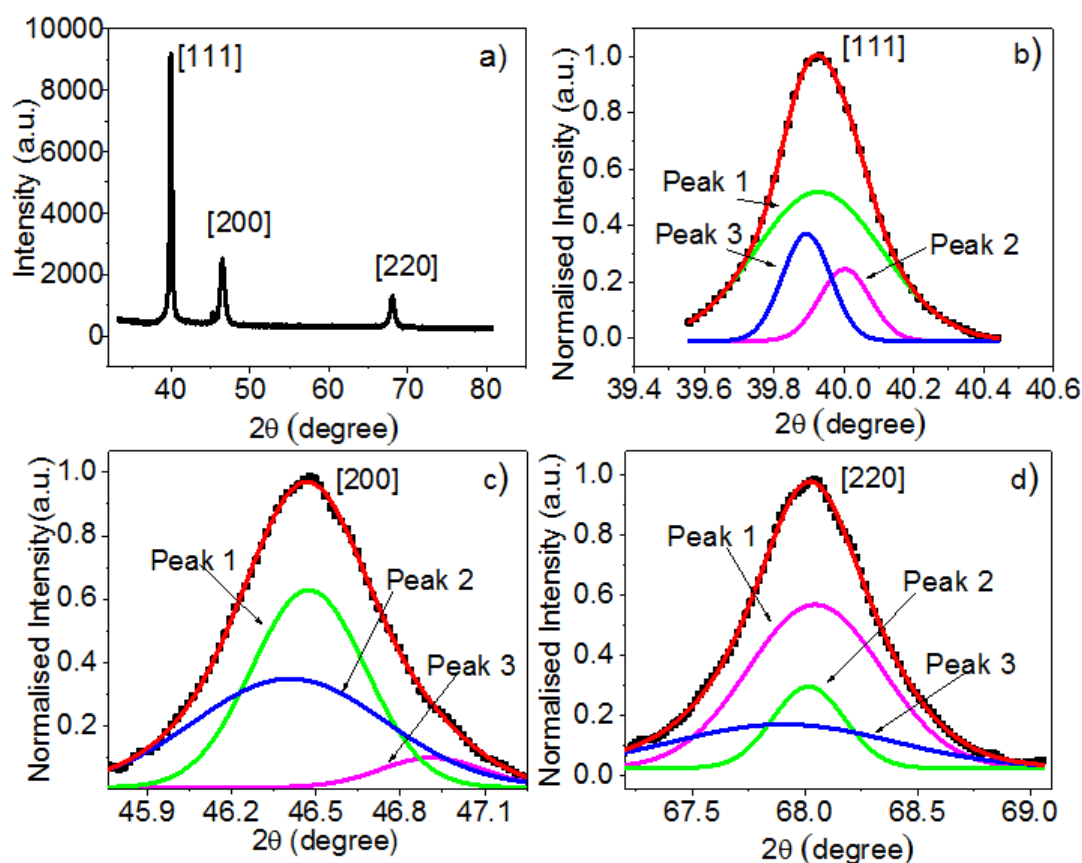 a)
[111]
[200]
[220]
10000
8000
6000
4000
2000
0
Intensity (a.u.)
40 50 60 70 80
2θ (degree)
b)
[111]
Peak 1
Peak 3
Peak 2
1.0
0.8
0.6
0.4
0.2
0.0
Normalised Intensity (a.u.)
39.4 39.6 39.8 40.0 40.2 40.4 40.6
2θ (degree)
c)
[200]
Peak 1
Peak 2
Peak 3
1.0
0.8
0.6
0.4
0.2
Normalised Intensity(a.u.)
45.9 46.2 46.5 46.8 47.1
2θ (degree)
d)
[220]
Peak 1
Peak 2
Peak 3
1.0
0.8
0.6
0.4
0.2
0.0
Normalised Intensity (a.u.)
67.5 68.0 68.5 69.0
2θ (degree)